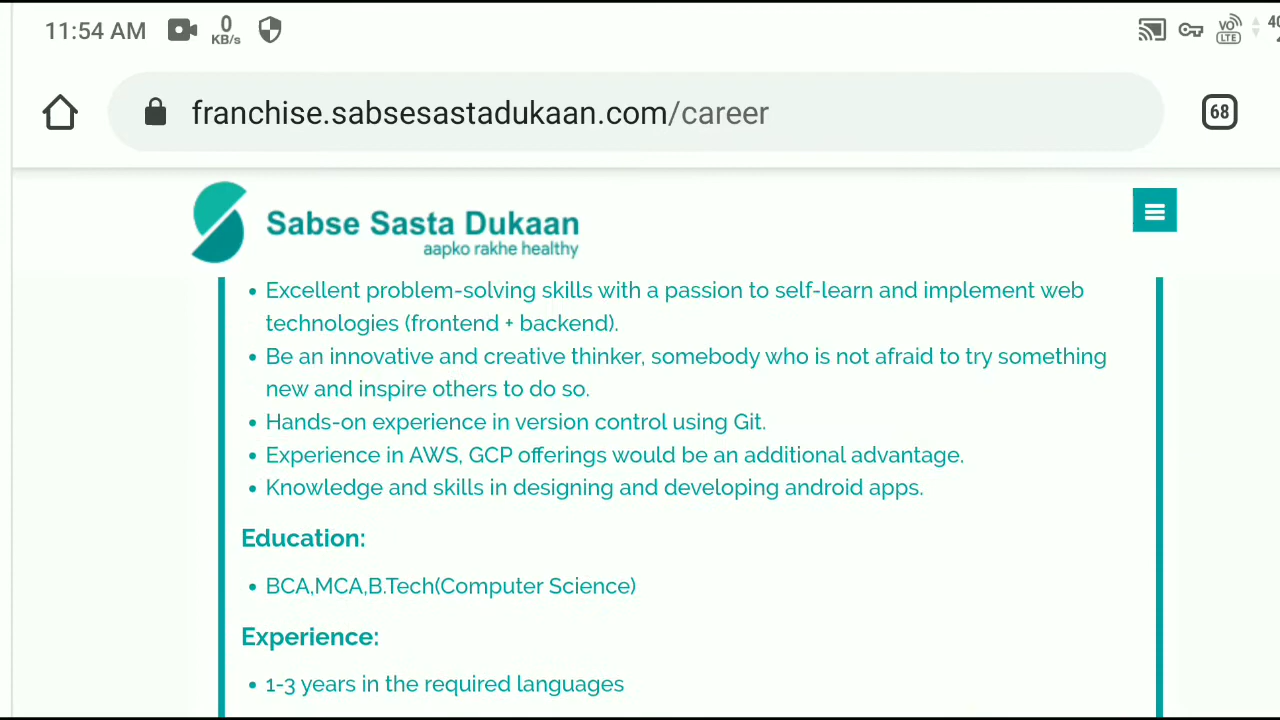 11:54 AM 0 KB/s VO LTE
franchise.sabsesastadukaan.com/career 68
Sabse Sasta Dukaan
aapko rakhe healthy
• Excellent problem-solving skills with a passion to self-learn and implement web
technologies (frontend + backend).
• Be an innovative and creative thinker, somebody who is not afraid to try something
new and inspire others to do so.
• Hands-on experience in version control using Git.
• Experience in AWS, GCP offerings would be an additional advantage.
• Knowledge and skills in designing and developing android apps.
Education:
• BCA,MCA,B.Tech(Computer Science)
Experience:
• 1-3 years in the required languages